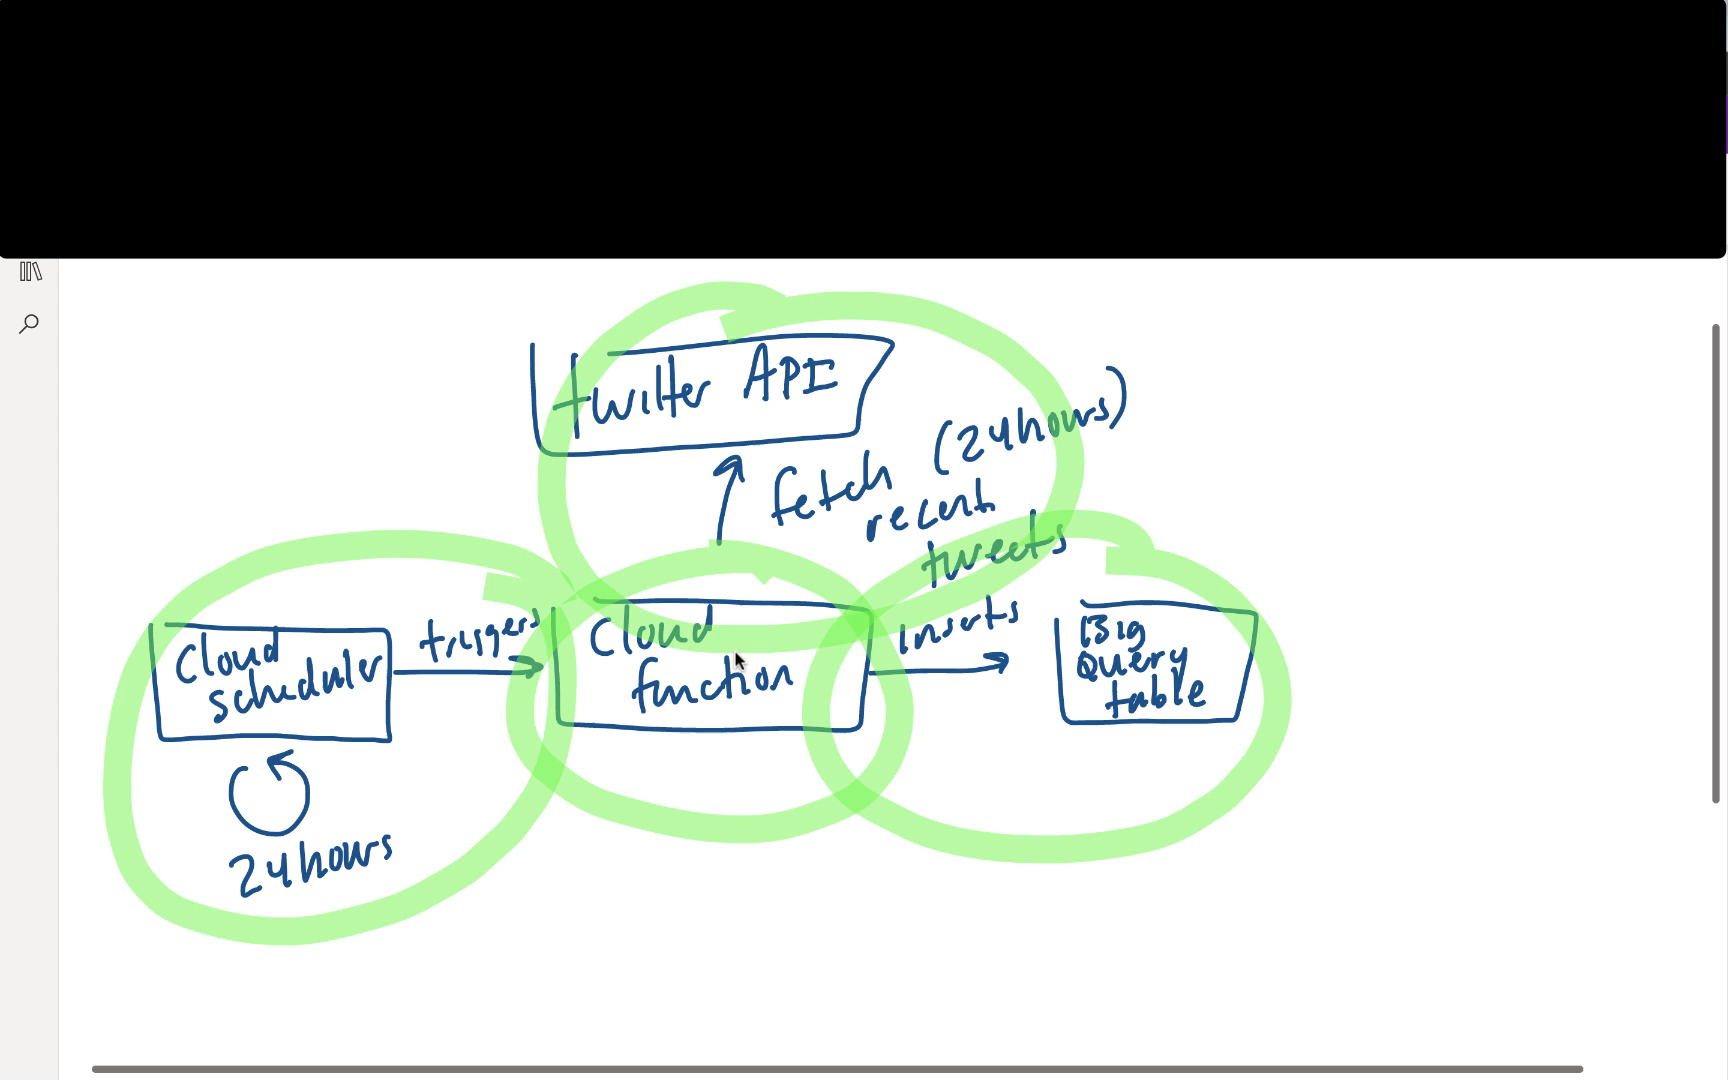 twitter API
fetch (24hours)
recent
tweets
Cloud
scheduler
triggers
Cloud
function
inserts
Big
Query
table
24hours